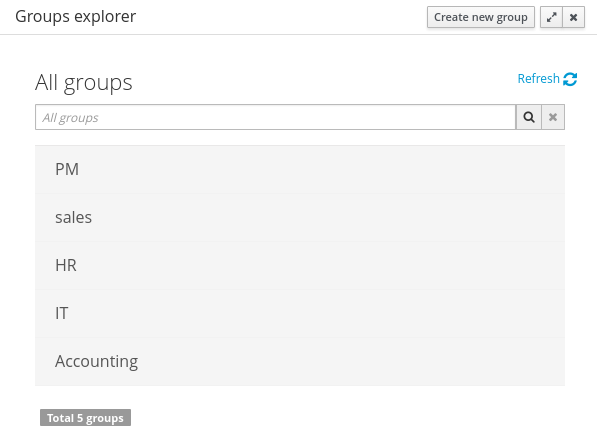 Groups explorer
Create new group
All groups
Refresh
All groups
PM
sales
HR
IT
Accounting
Total 5 groups